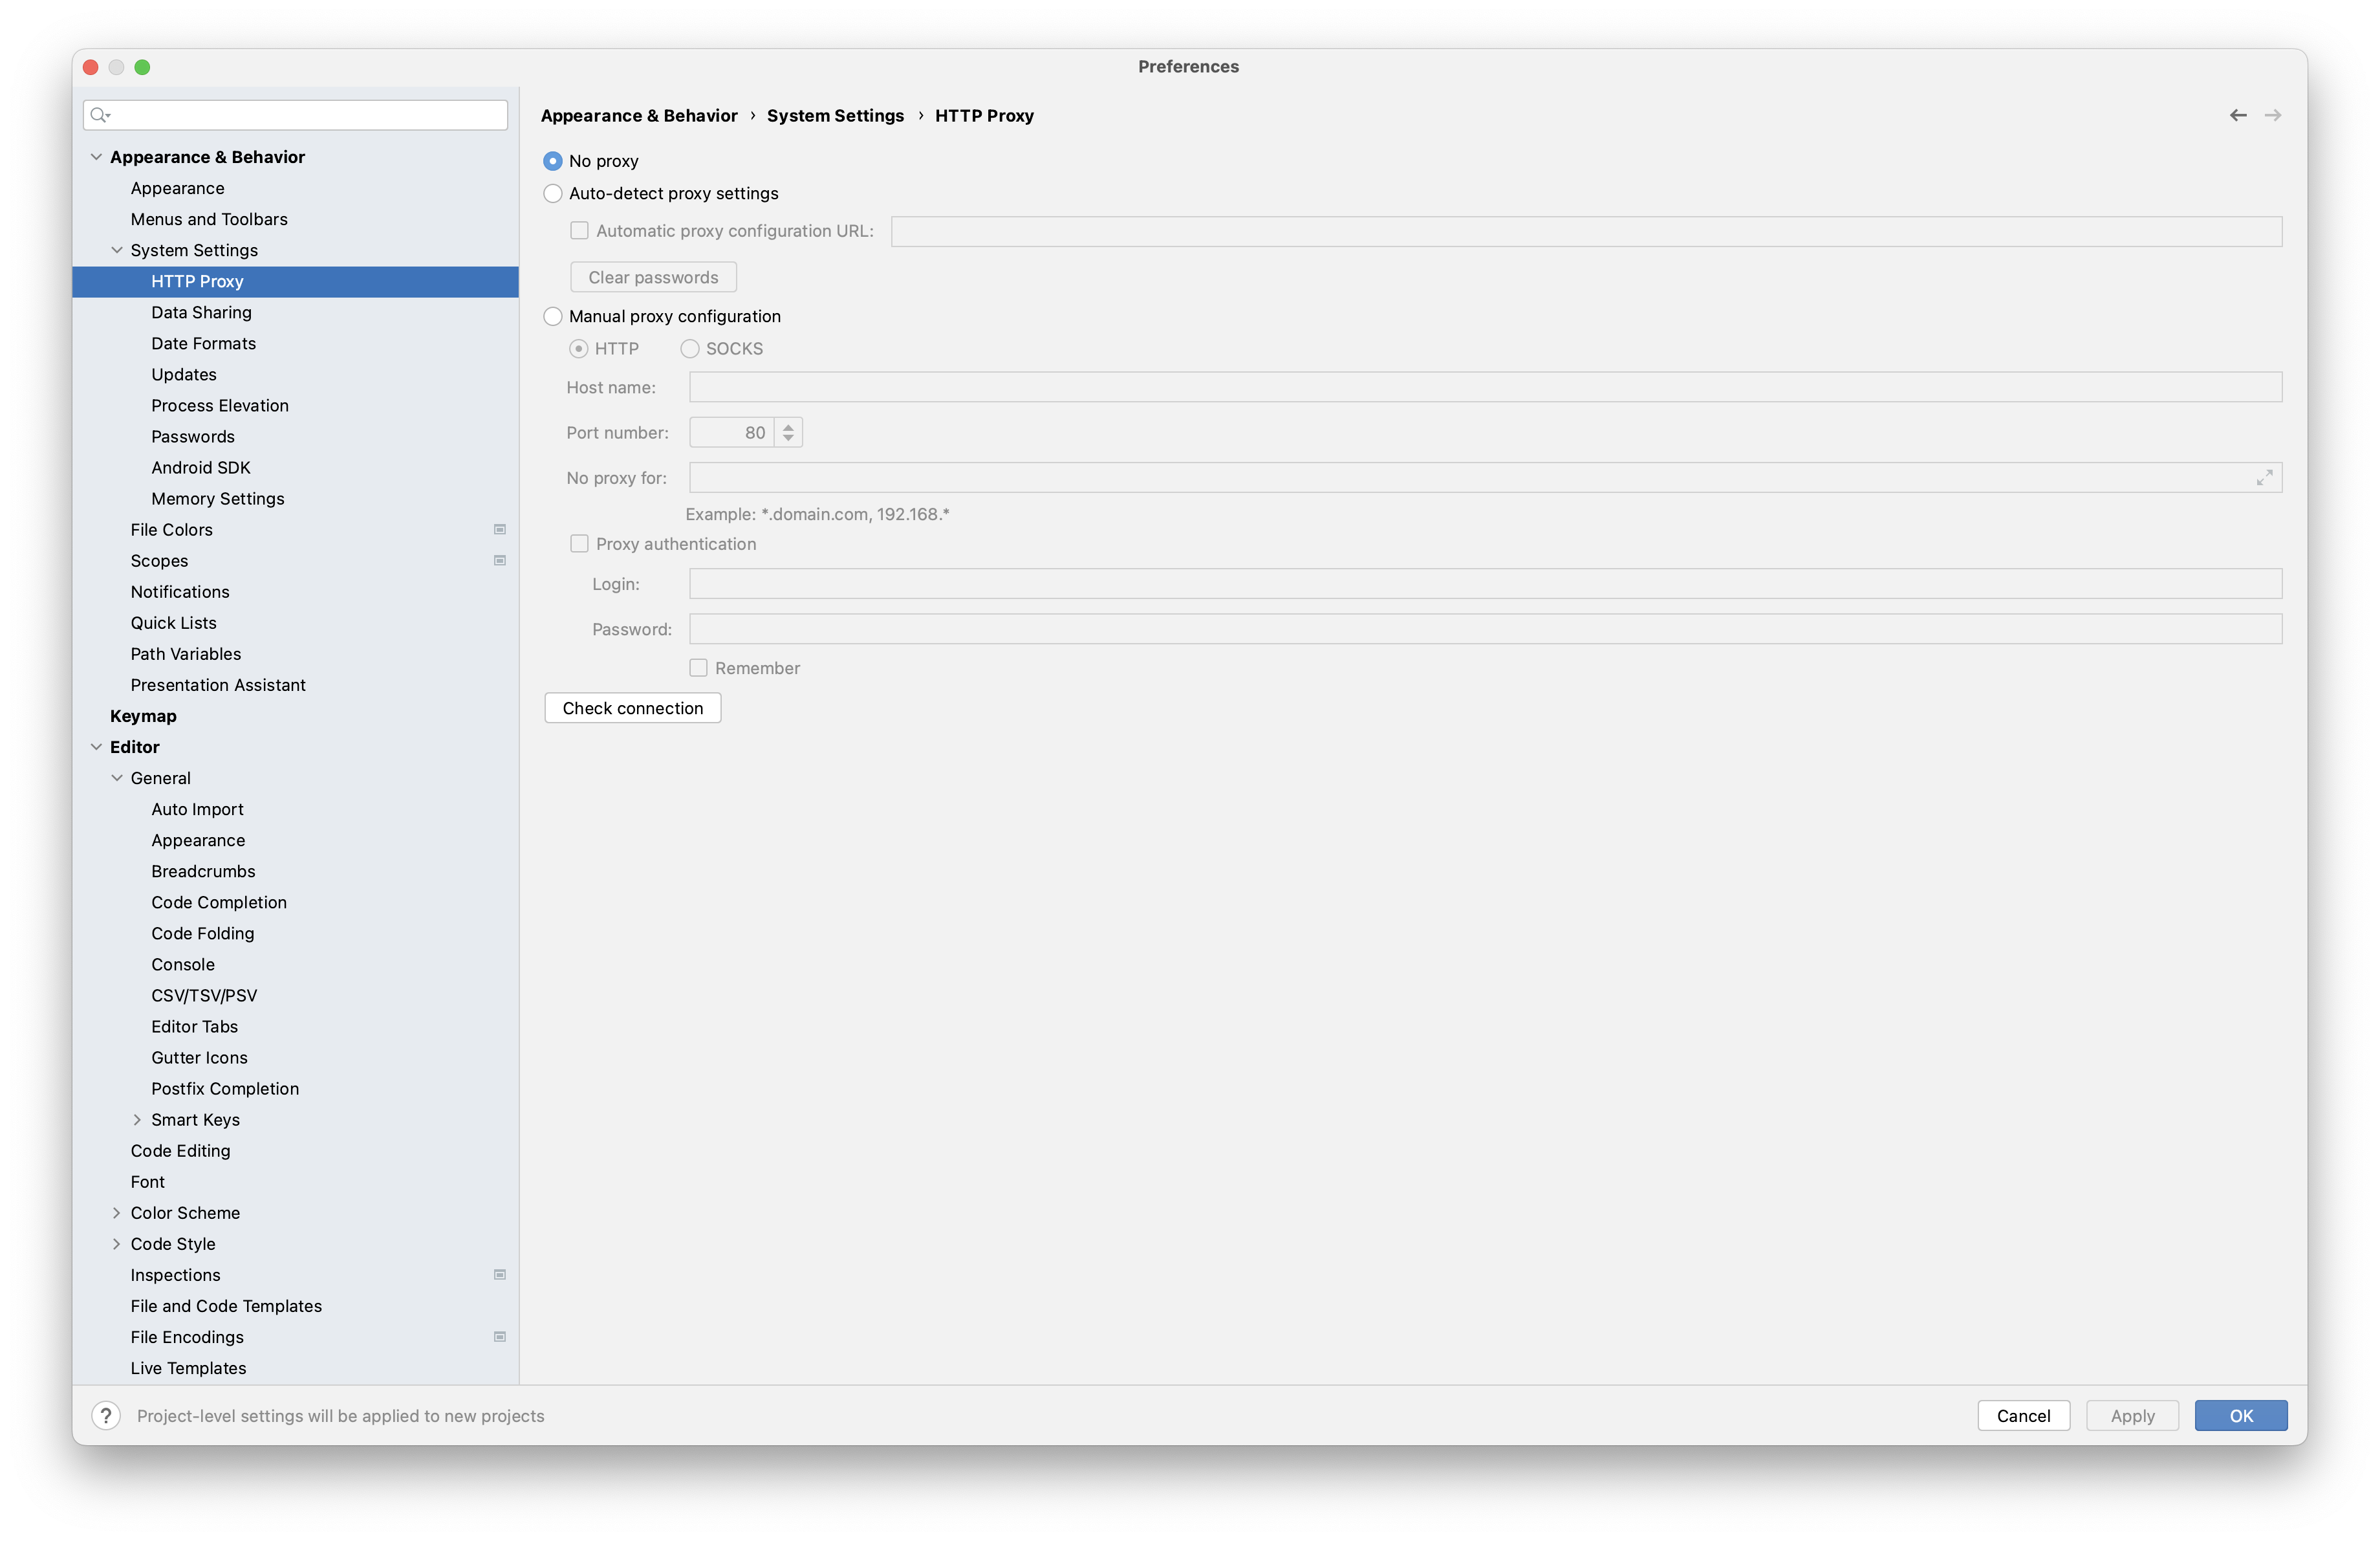 Preferences
Appearance & Behavior
Appearance
Menus and Toolbars
System Settings
HTTP Proxy
Data Sharing
Date Formats
Updates
Process Elevation
Passwords
Android SDK
Memory Settings
File Colors
Scopes
Notifications
Quick Lists
Path Variables
Presentation Assistant
Keymap
Editor
General
Auto Import
Appearance
Breadcrumbs
Code Completion
Code Folding
Console
CSV/TSV/PSV
Editor Tabs
Gutter Icons
Postfix Completion
Smart Keys
Code Editing
Font
Color Scheme
Code Style
Inspections
File and Code Templates
File Encodings
Live Templates
Appearance & Behavior › System Settings › HTTP Proxy
No proxy
Auto-detect proxy settings
Automatic proxy configuration URL:
Clear passwords
Manual proxy configuration
HTTP SOCKS
Host name:
Port number: 80
No proxy for:
Example: *.domain.com, 192.168.*
Proxy authentication
Login:
Password:
Remember
Check connection
? Project-level settings will be applied to new projects
Cancel Apply OK